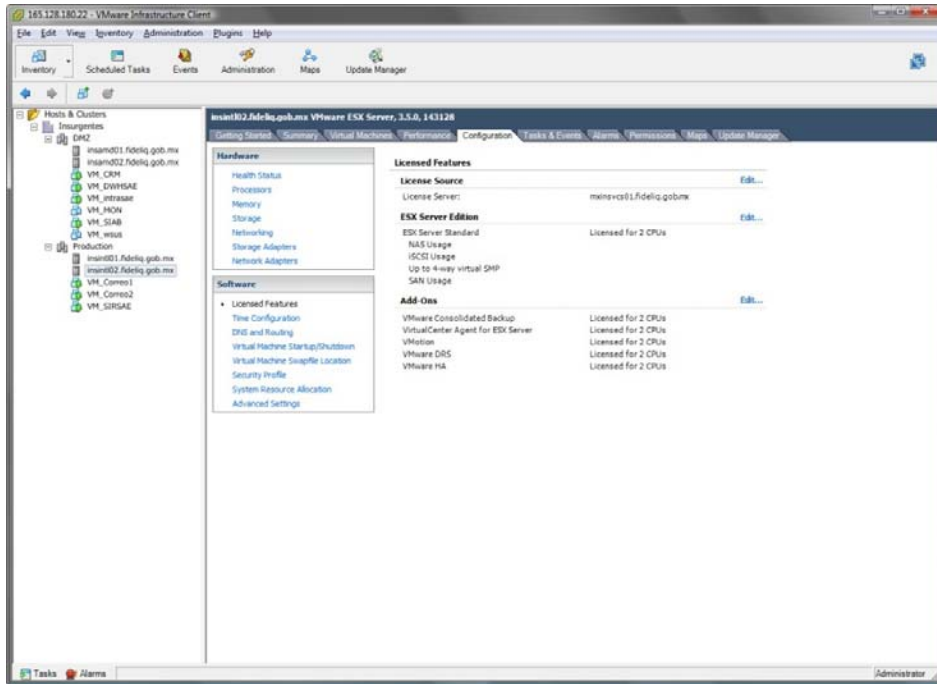 165.128.180.22 - VMware Infrastructure Client
File Edit View Inventory Administration Plugins Help
Inventory Scheduled Tasks Events Administration Maps Update Manager
Hosts & Clusters
Insurgentes
DMZ
insamd01.fideliq.gob.mx
insamd02.fideliq.gob.mx
VM_CRM
VM_DWHSAE
VM_intrasae
VM_MON
VM_SIAB
VM_wsus
Production
insintl01.fideliq.gob.mx
insintl02.fideliq.gob.mx
VM_Correo1
VM_Correo2
VM_SIRSAE
insintl02.fideliq.gob.mx VMware ESX Server, 3.5.0, 143128
Getting Started Summary Virtual Machines Performance Configuration Tasks & Events Alarms Permissions Maps Update Manager
Hardware
Health Status
Processors
Memory
Storage
Networking
Storage Adapters
Network Adapters
Software
Licensed Features
Time Configuration
DNS and Routing
Virtual Machine Startup/Shutdown
Virtual Machine Swapfile Location
Security Profile
System Resource Allocation
Advanced Settings
Licensed Features
License Source Edit...
License Server: mxinsvcs01.fideliq.gob.mx
ESX Server Edition Edit...
ESX Server Standard Licensed for 2 CPUs
NAS Usage
iSCSI Usage
Up to 4-way virtual SMP
SAN Usage
Add-Ons Edit...
VMware Consolidated Backup Licensed for 2 CPUs
VirtualCenter Agent for ESX Server Licensed for 2 CPUs
VMotion Licensed for 2 CPUs
VMware DRS Licensed for 2 CPUs
VMware HA Licensed for 2 CPUs
Tasks Alarms Administrator